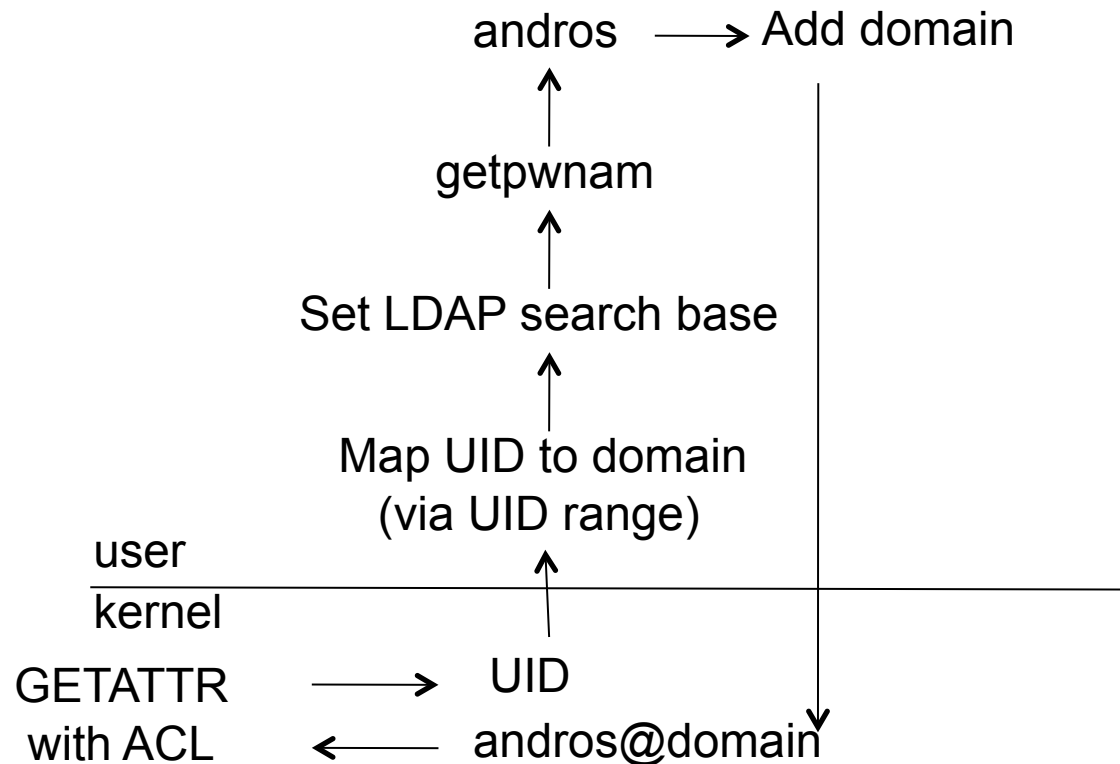 andros
Add domain
getpwnam
Set LDAP search base
Map UID to domain
(via UID range)
user
kernel
GETATTR
with ACL
UID
andros@domain